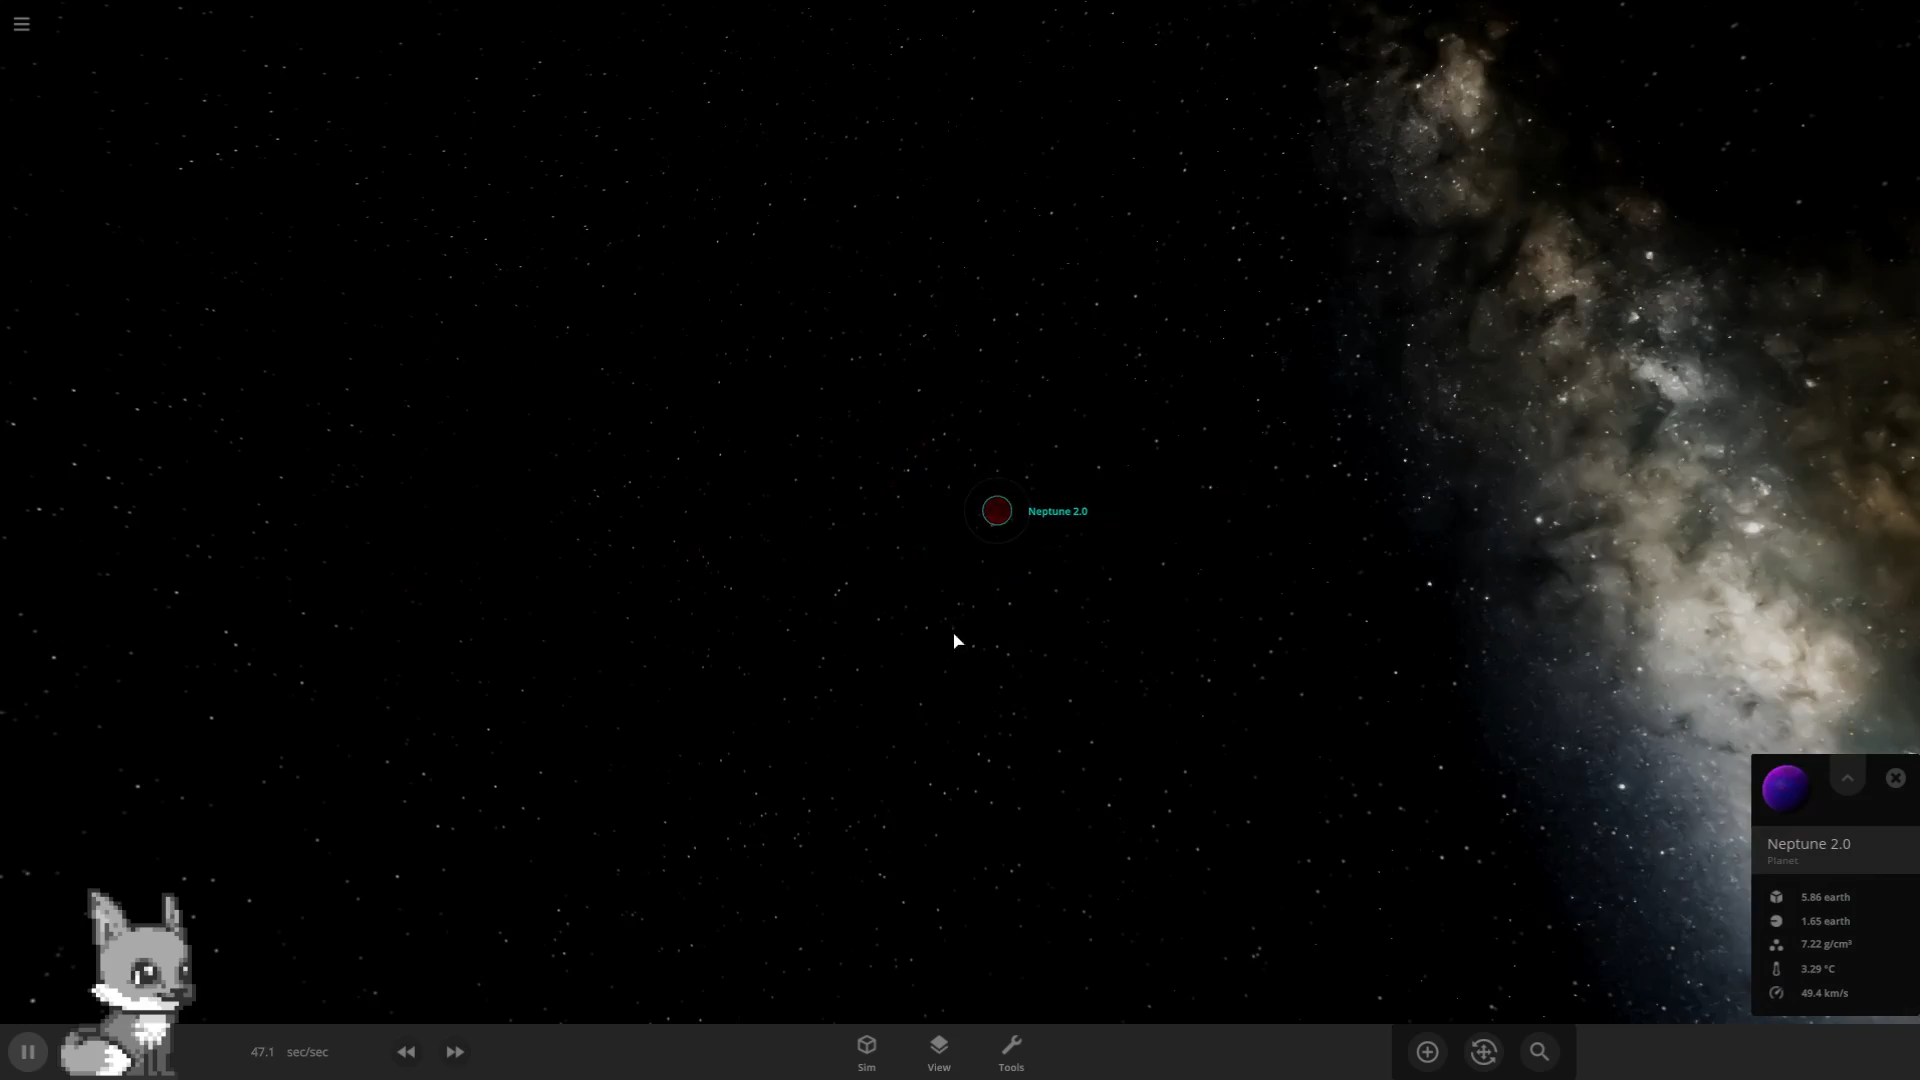 Neptune 2.0
Neptune 2.0
Planet
5.86 earth
1.65 earth
7.22 g/cm³
3.29 °C
49.4 km/s
47.1 sec/sec
Sim
View
Tools